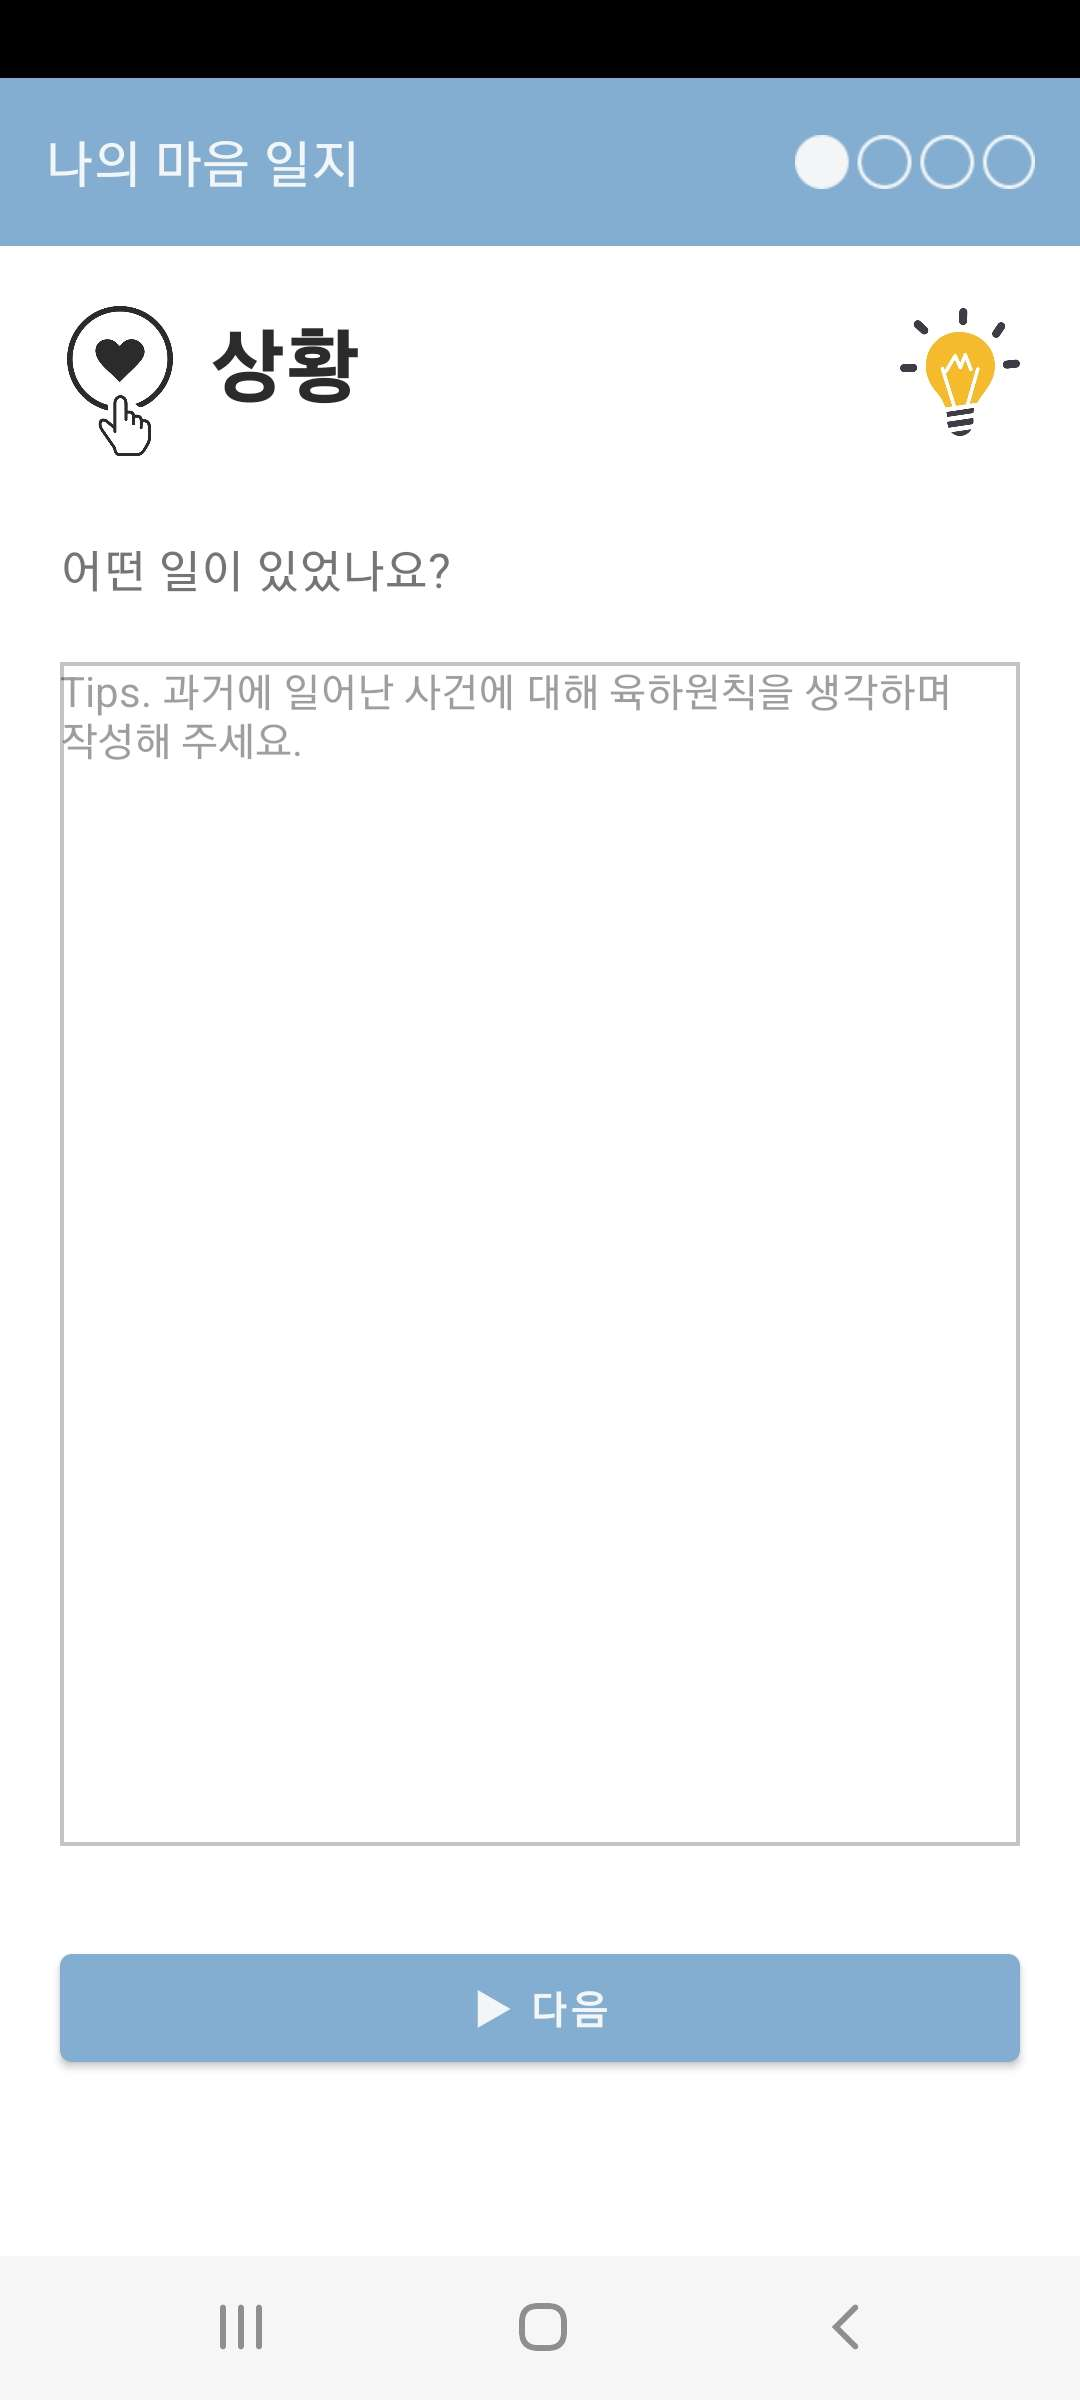 나의 마음 일지
상황
어떤 일이 있었나요?
Tips. 과거에 일어난 사건에 대해 육하원칙을 생각하며
작성해 주세요.
▶ 다음